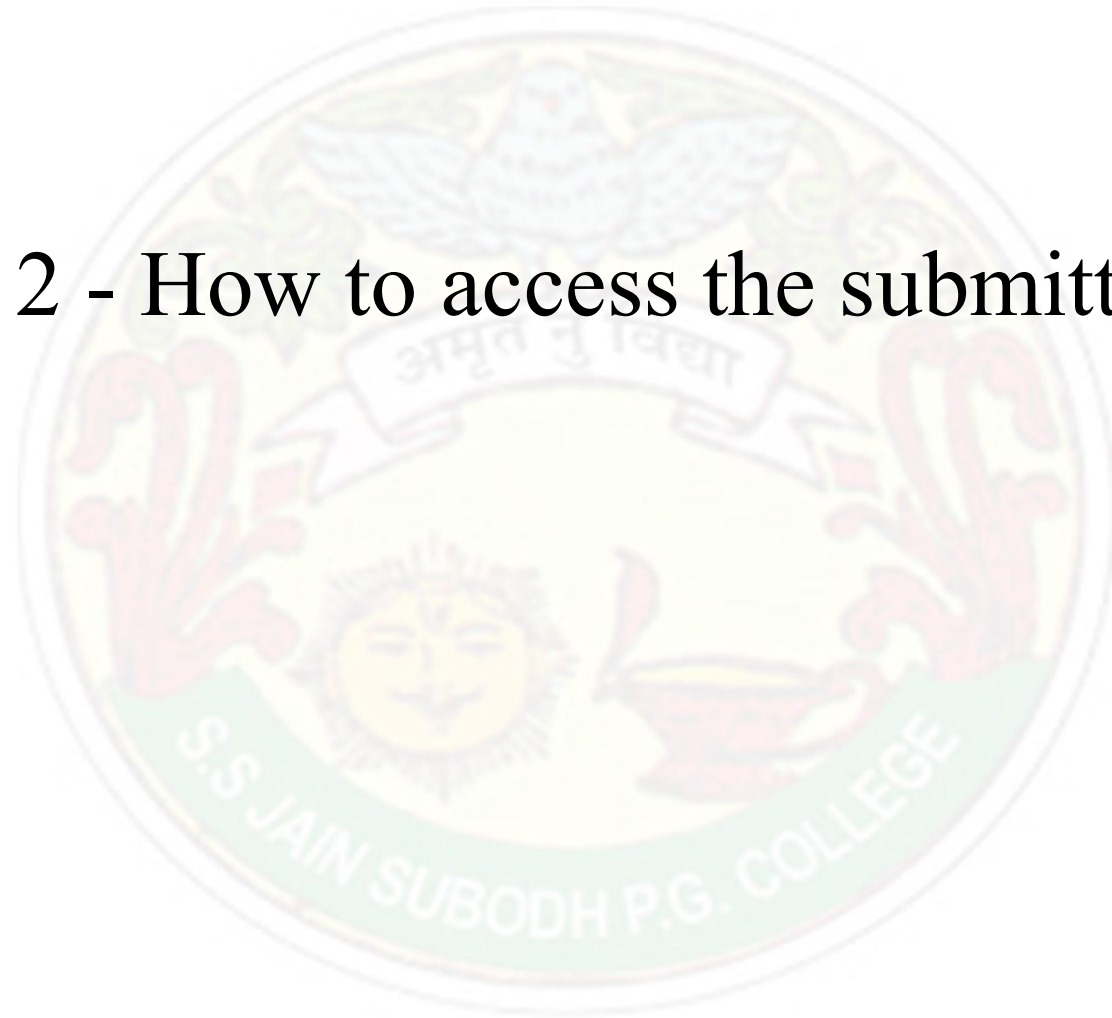 2 - How to access the submitt
अमृत नु विद्या
S.S JAIN SUBODH P.G. COLLEGE